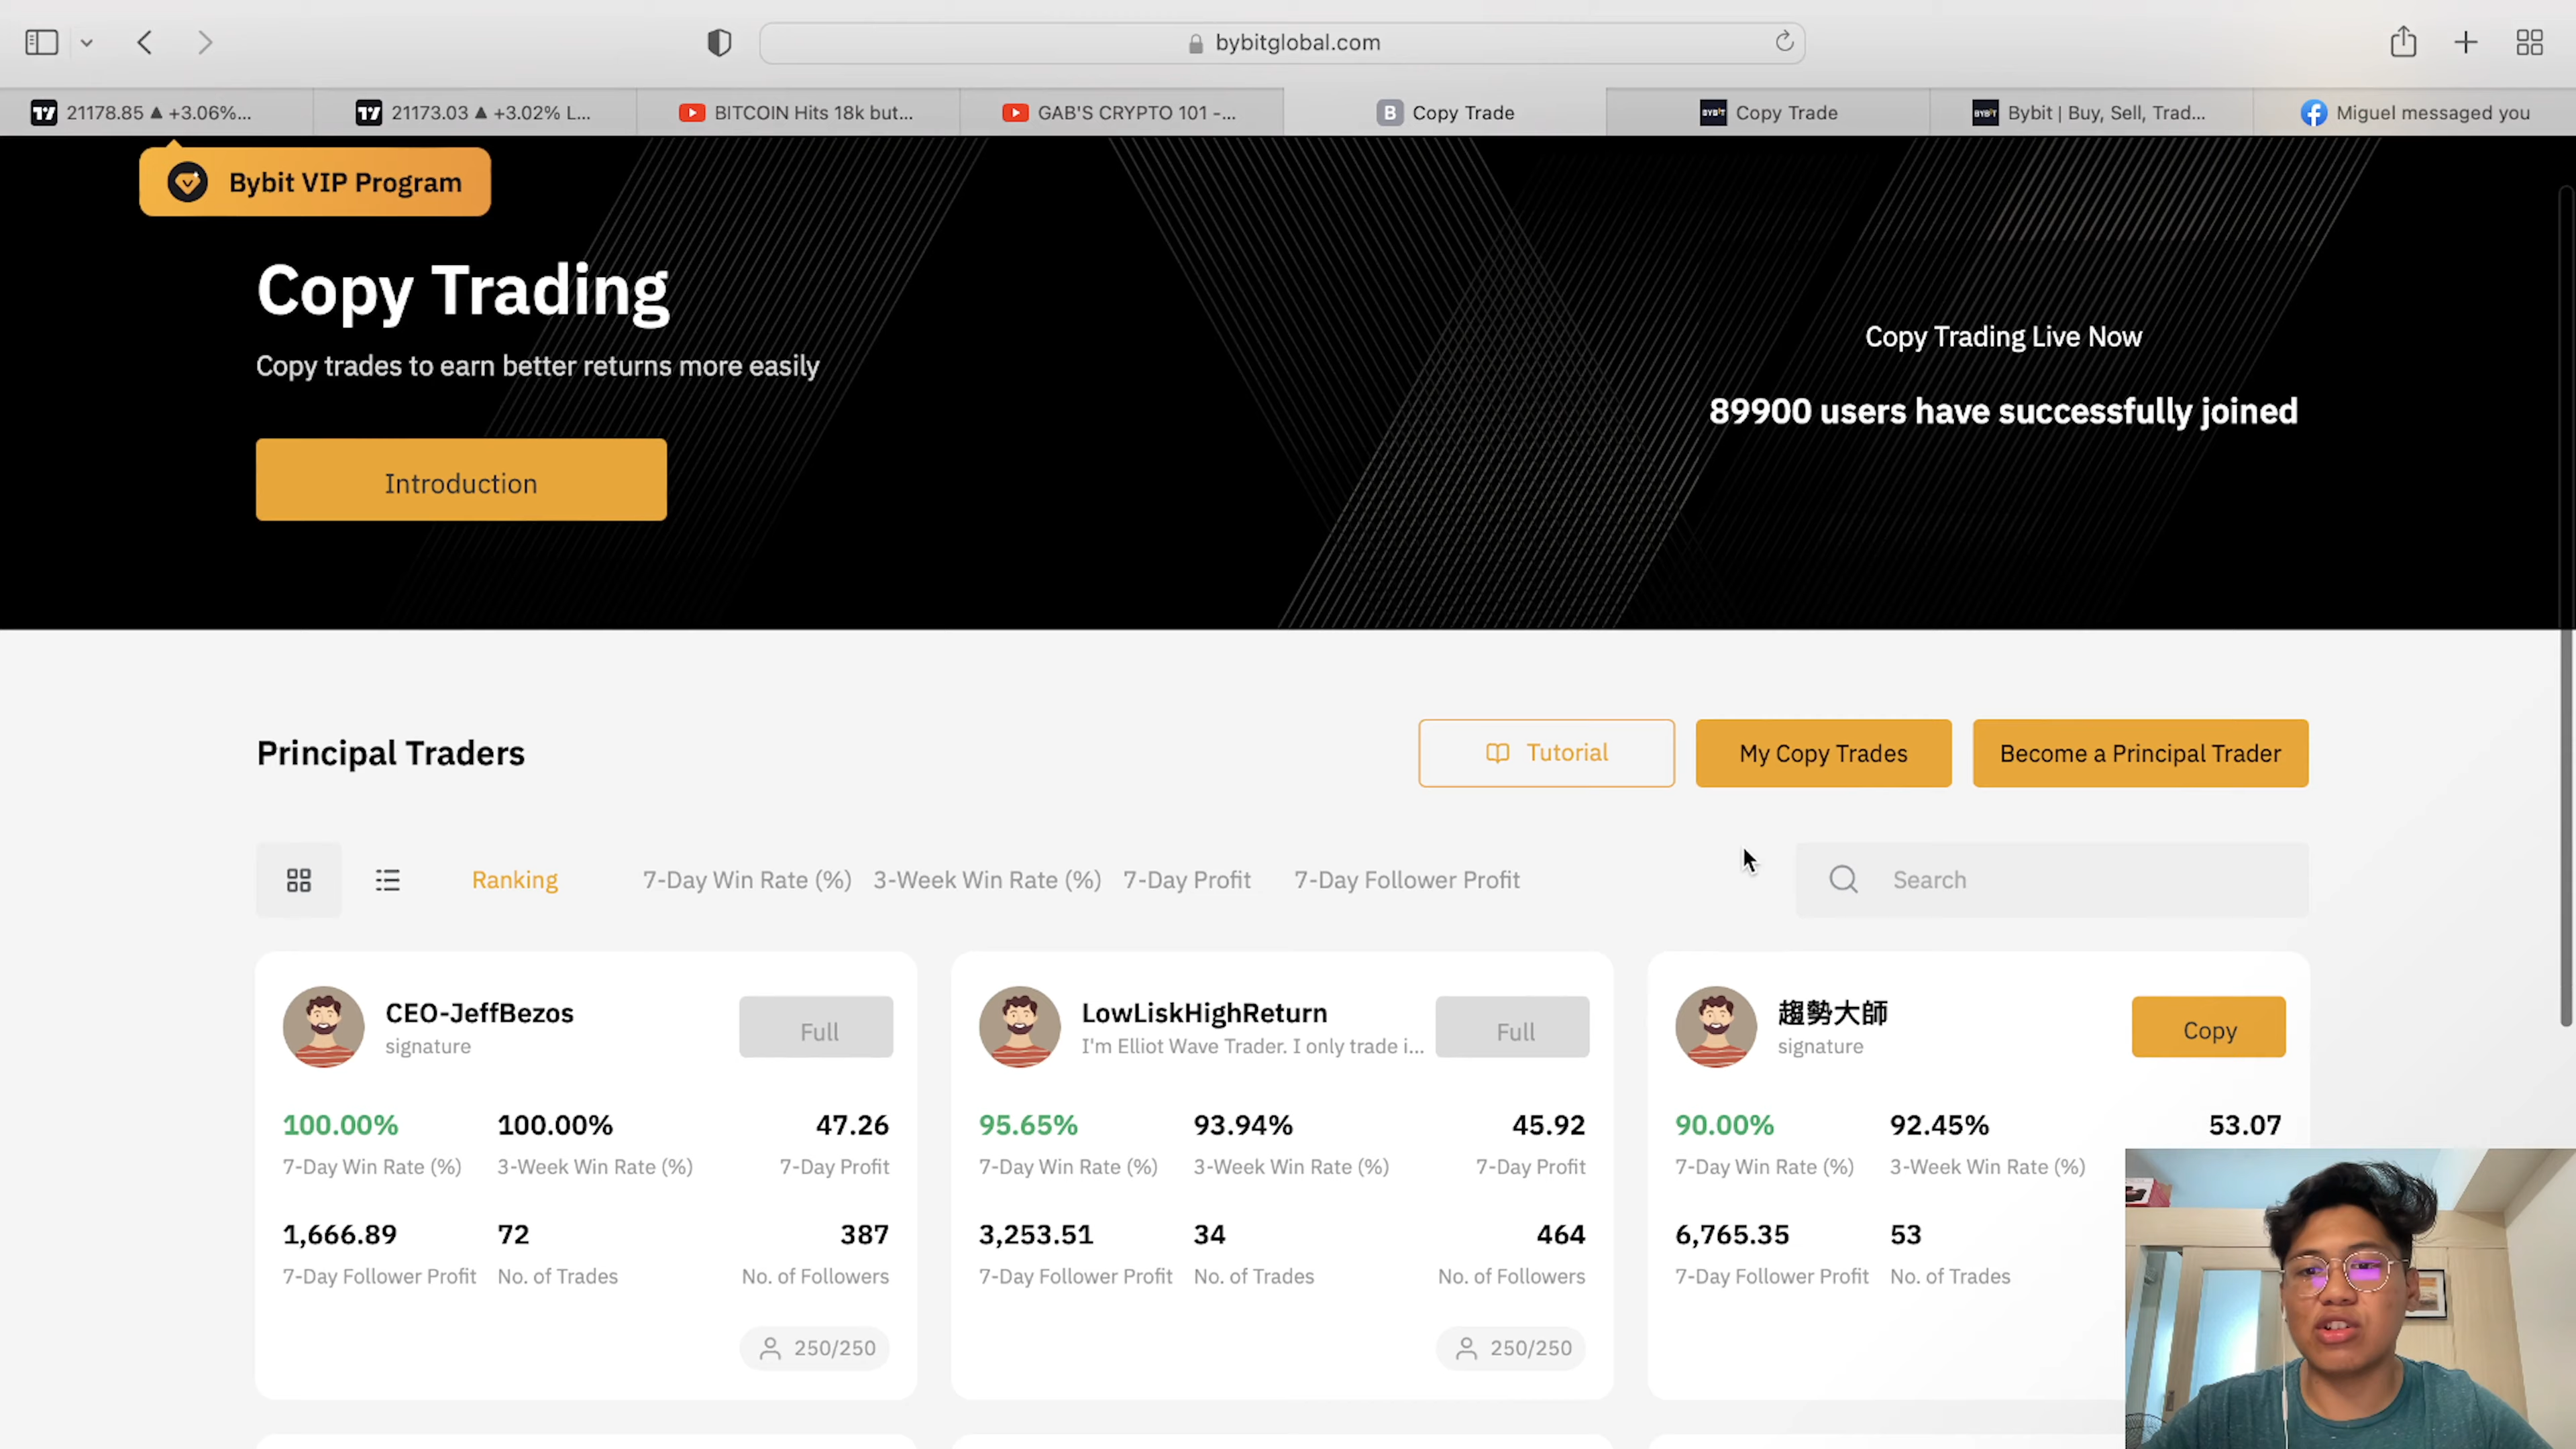 bybitglobal.com
21178.85 ▲ +3.06%...
21173.03 ▲ +3.02% L...
BITCOIN Hits 18k but...
GAB'S CRYPTO 101 -...
B Copy Trade
BYBIT Copy Trade
BYBIT Bybit | Buy, Sell, Trad...
Miguel messaged you
Bybit VIP Program
Copy Trading
Copy trades to earn better returns more easily
Introduction
Copy Trading Live Now
89900 users have successfully joined
Principal Traders
Tutorial
My Copy Trades
Become a Principal Trader
Ranking
7-Day Win Rate (%)
3-Week Win Rate (%)
7-Day Profit
7-Day Follower Profit
Search
CEO-JeffBezos
signature
Full
100.00%
100.00%
47.26
7-Day Win Rate (%)
3-Week Win Rate (%)
7-Day Profit
1,666.89
72
387
7-Day Follower Profit
No. of Trades
No. of Followers
250/250
LowLiskHighReturn
I'm Elliot Wave Trader. I only trade i...
Full
95.65%
93.94%
45.92
7-Day Win Rate (%)
3-Week Win Rate (%)
7-Day Profit
3,253.51
34
464
7-Day Follower Profit
No. of Trades
No. of Followers
250/250
趨勢大師
signature
Copy
90.00%
92.45%
53.07
7-Day Win Rate (%)
3-Week Win Rate (%)
6,765.35
53
7-Day Follower Profit
No. of Trades